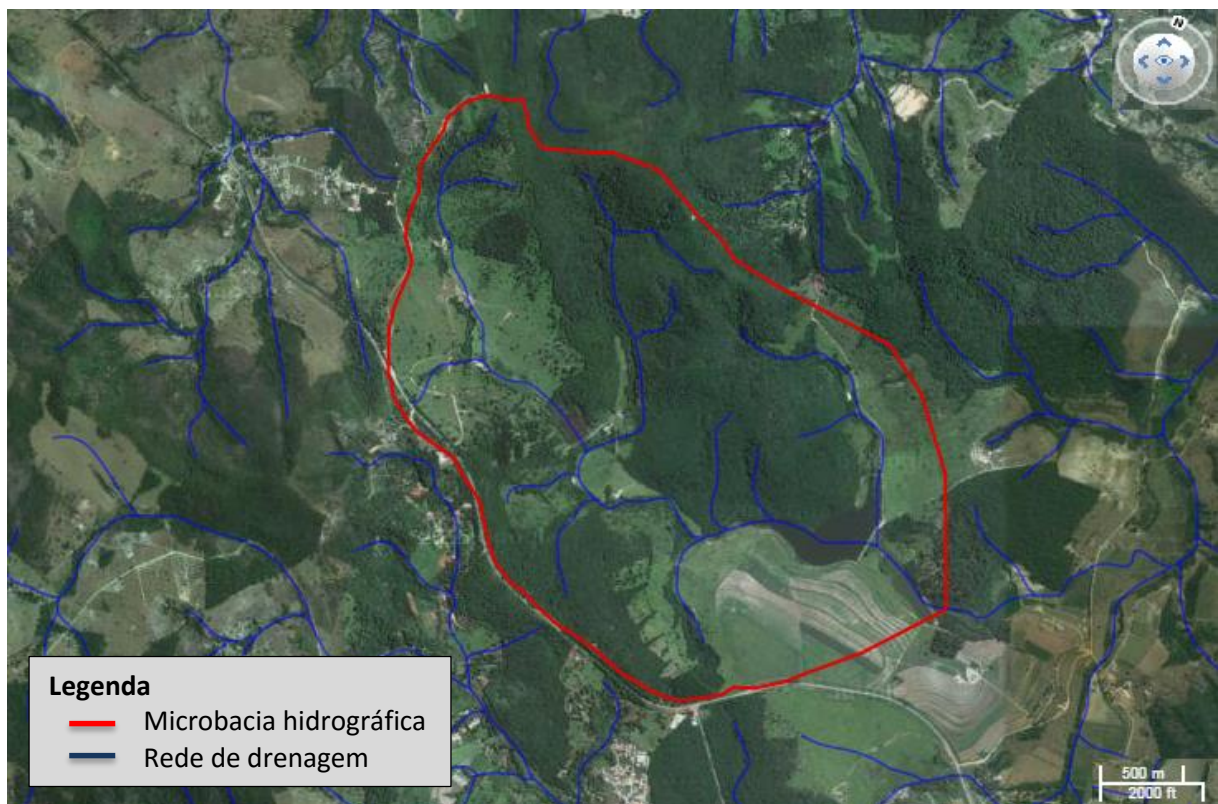 N
Legenda
Microbacia hidrográfica
Rede de drenagem
500 m
2000 ft